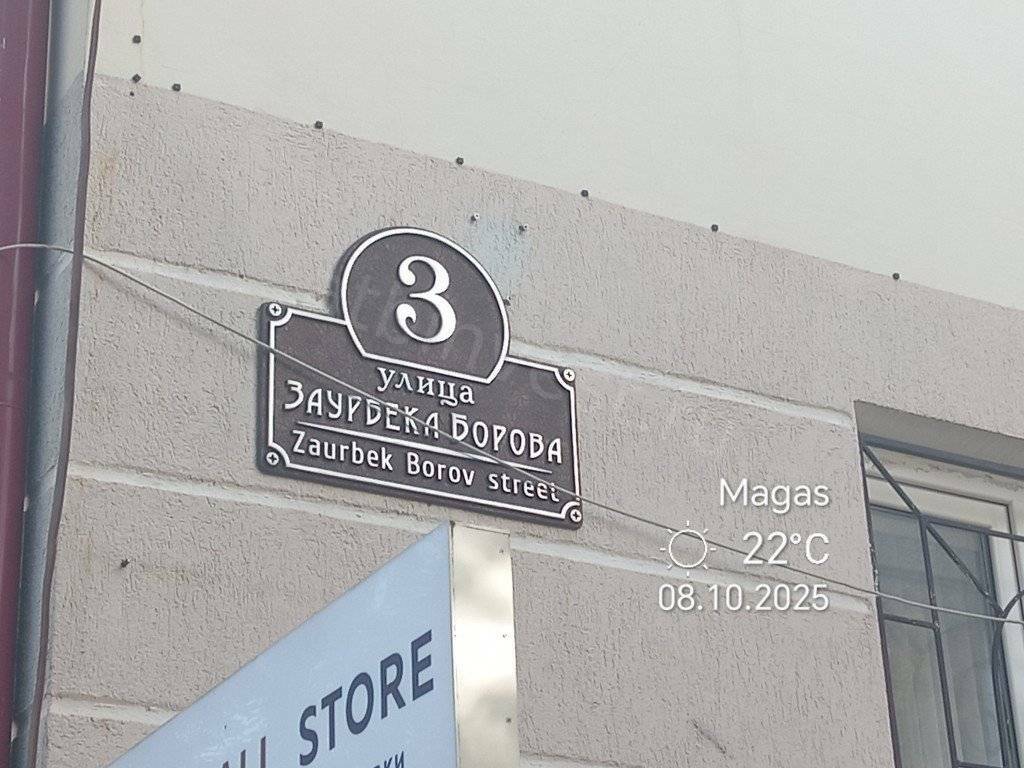 3
улица
ЗАУРБЕКА БОРОВА
Zaurbek Borov street
STORE
Magas
22°C
08.10.2025